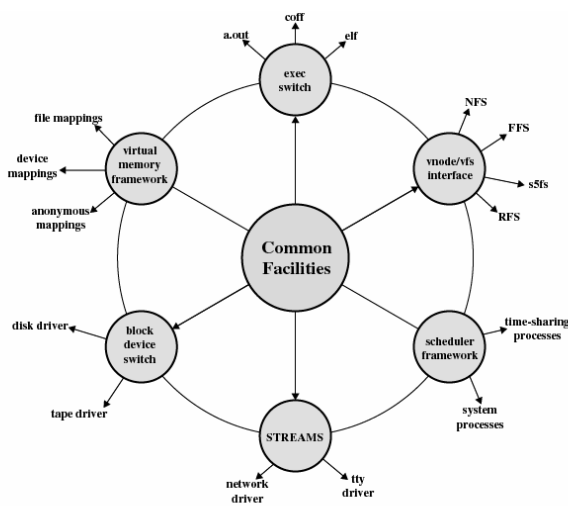 coff
a.out
elf
exec
switch
NFS
FFS
vnode/vfs
interface
s5fs
RFS
file mappings
virtual
memory
framework
device
mappings
anonymous
mappings
Common
Facilities
disk driver
block
device
switch
tape driver
scheduler
framework
time-sharing
processes
system
processes
STREAMS
network
driver
tty
driver